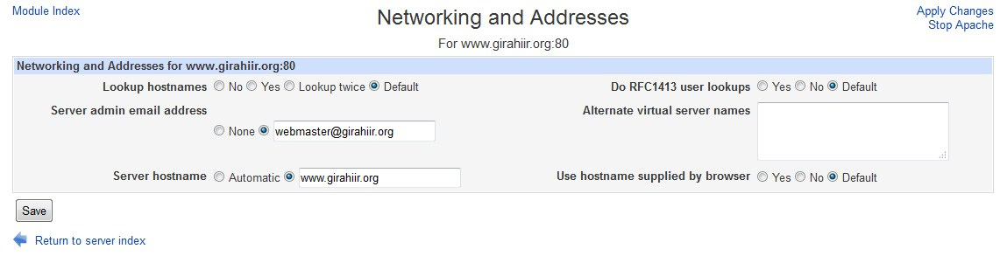 Module Index
Networking and Addresses
Apply Changes
Stop Apache
For www.girahiir.org:80
Networking and Addresses for www.girahiir.org:80
Lookup hostnames No Yes Lookup twice Default Do RFC1413 user lookups Yes No Default
Server admin email address Alternate virtual server names
None webmaster@girahiir.org
Server hostname Automatic www.girahiir.org Use hostname supplied by browser Yes No Default
Save
Return to server index